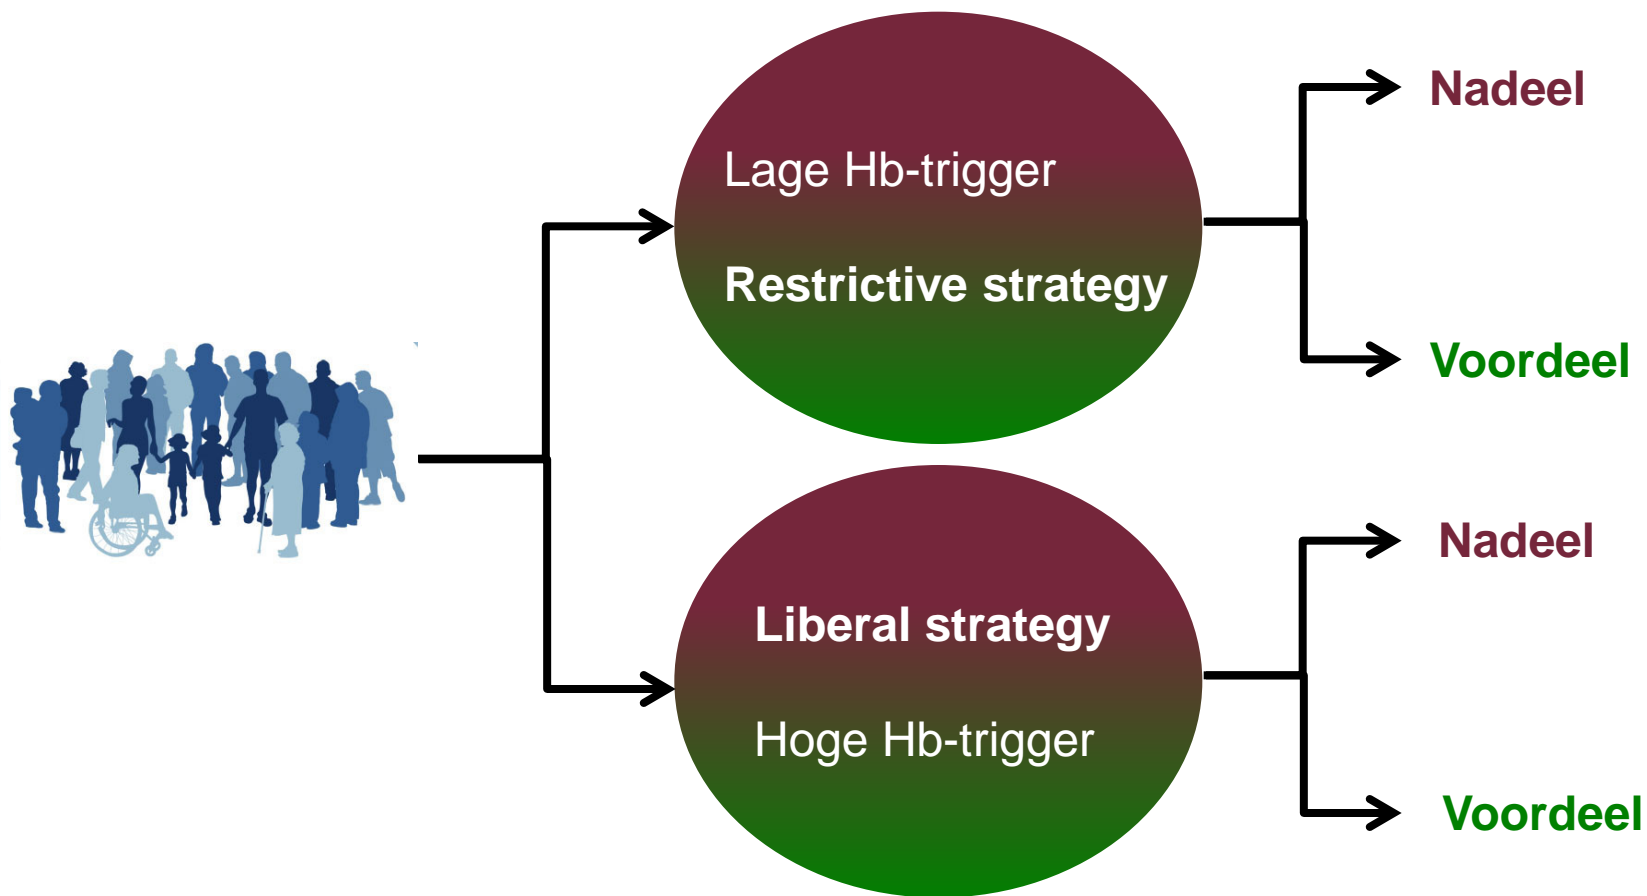 Nadeel
Lage Hb-trigger
Restrictive strategy
Voordeel
Nadeel
Liberal strategy
Hoge Hb-trigger
Voordeel